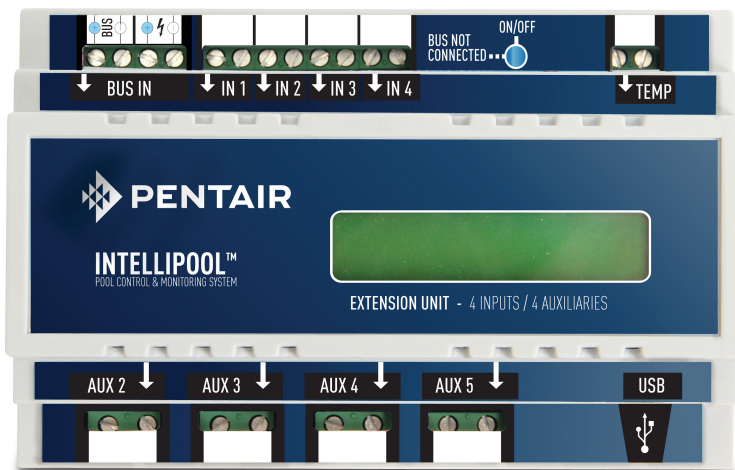 BUS
ON/OFF
BUS NOT
CONNECTED
BUS IN
IN 1
IN 2
IN 3
IN 4
TEMP
PENTAIR
INTELLIPOOL™
POOL CONTROL & MONITORING SYSTEM
EXTENSION UNIT - 4 INPUTS / 4 AUXILIARIES
AUX 2
AUX 3
AUX 4
AUX 5
USB